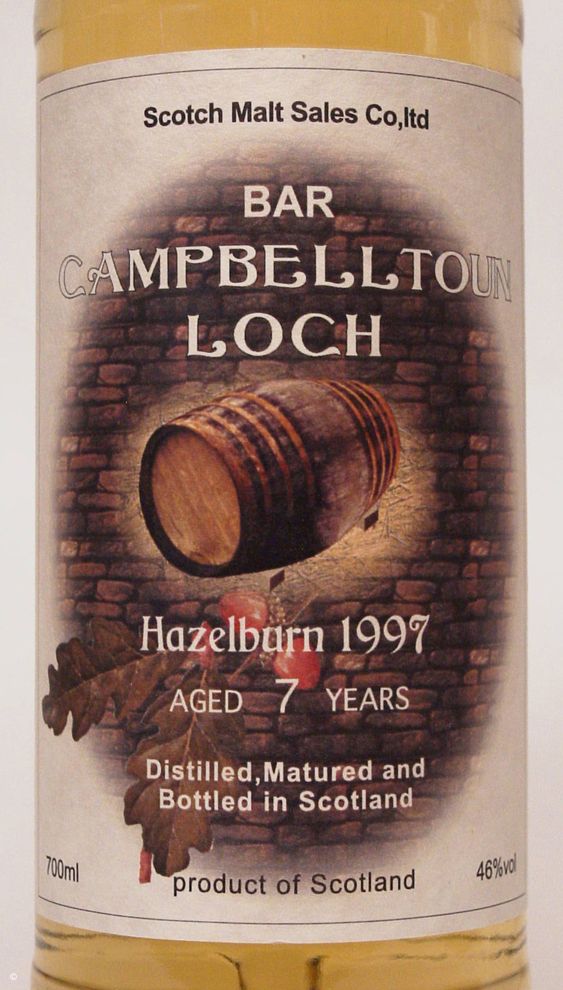 Scotch Malt Sales Co,ltd
BAR
CAMPBELLTOUN
LOCH
Hazelburn 1997
AGED 7 YEARS
Distilled,Matured and
Bottled in Scotland
700ml
46%vol
product of Scotland
©